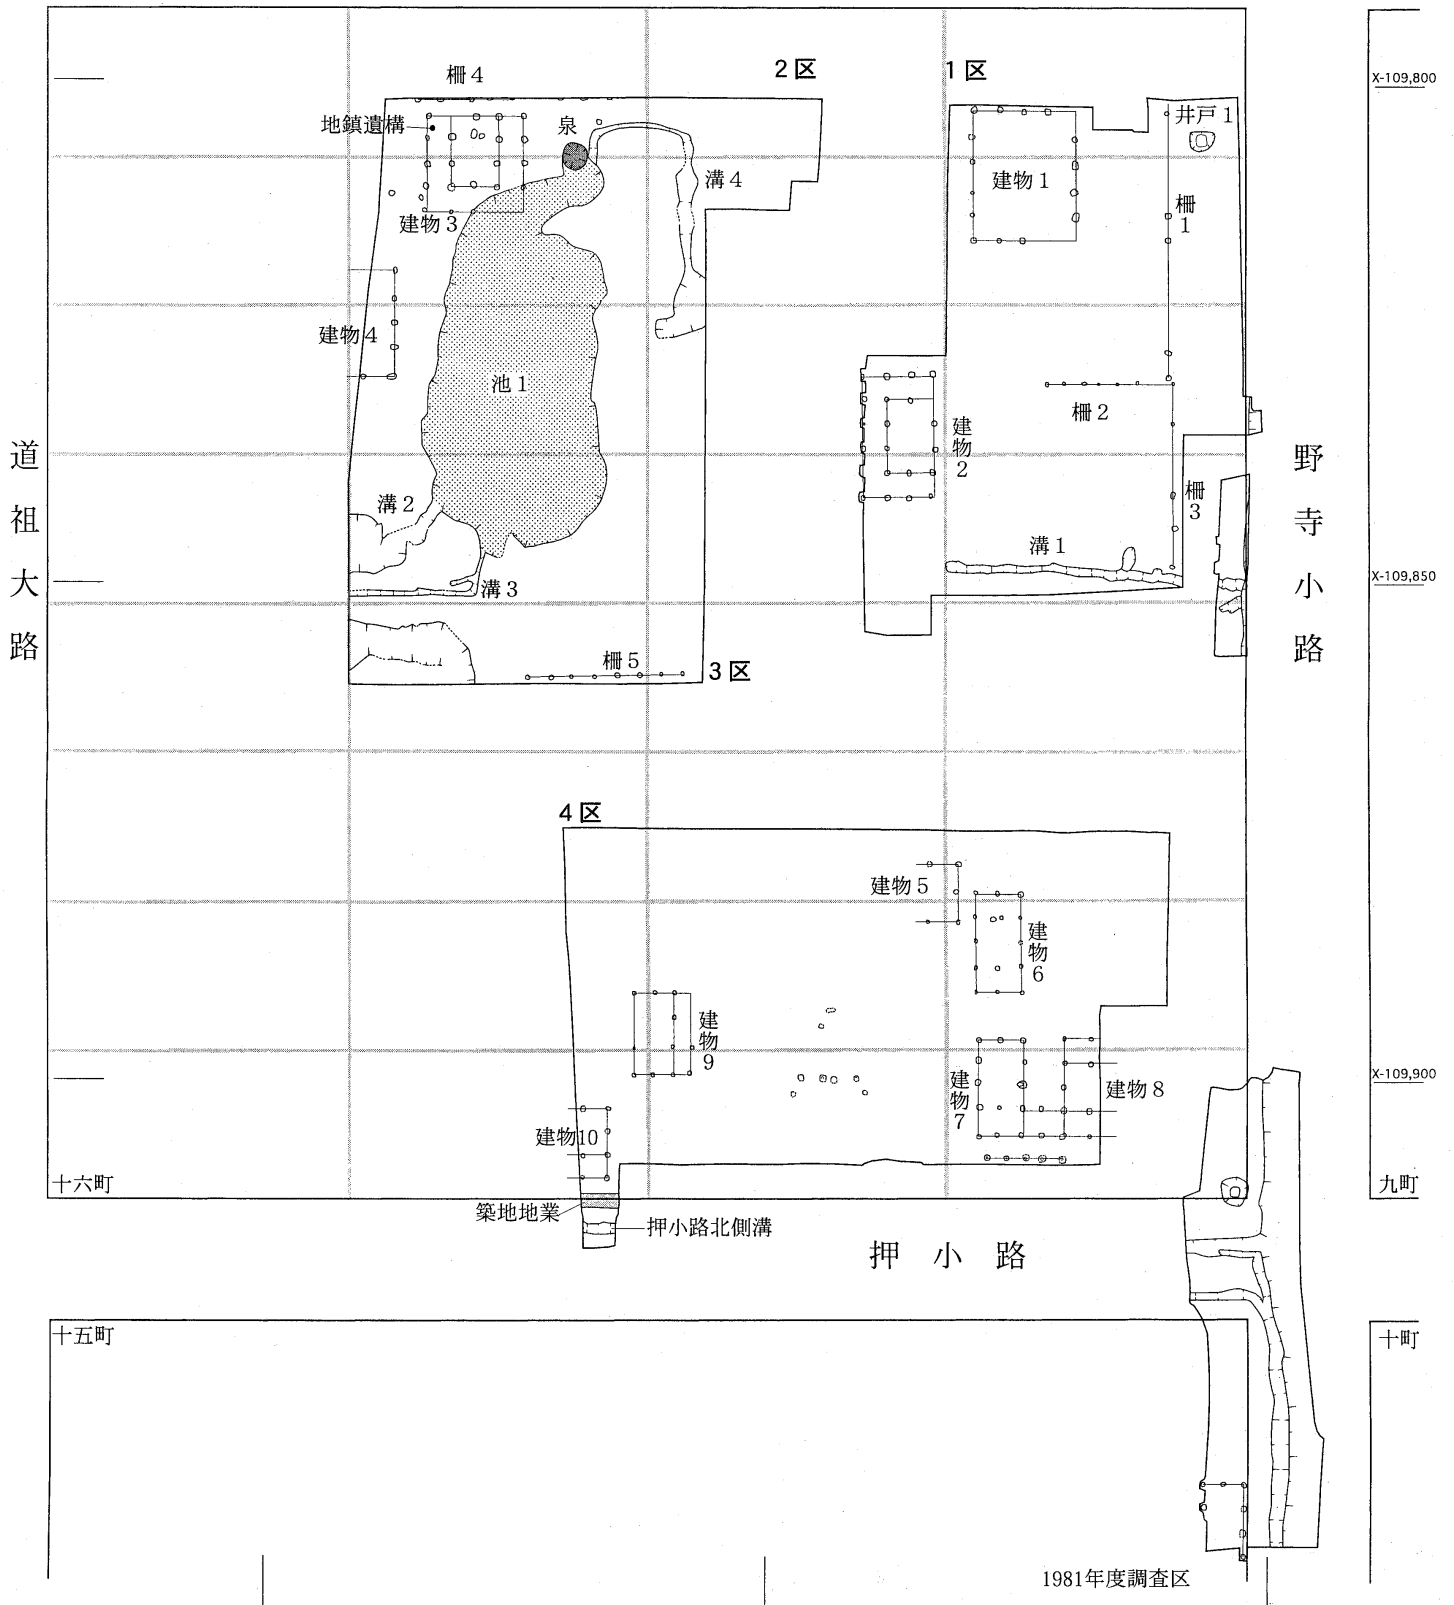 2区
1区
X-109,800
柵4
地鎮遺構
泉
井戸1
建物1
溝4
柵1
建物3
建物4
池1
柵2
建物2
道祖大路
野寺小路
溝2
柵3
溝1
X-109,850
溝3
柵5
3区
4区
建物5
建物6
建物9
建物7
建物8
X-109,900
建物10
十六町
九町
築地地業
押小路北側溝
押小路
十五町
十町
1981年度調査区